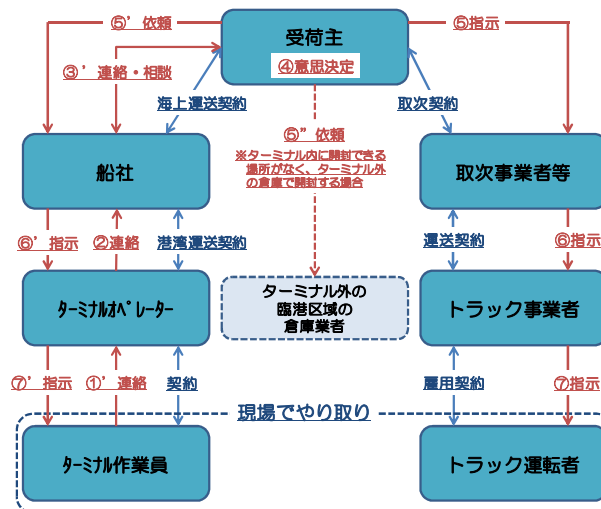 ⑤’依頼
受荷主
⑤指示
④意思決定
③’連絡・相談
海上運送契約
取次契約
⑤”依頼
※ターミナル内に開封できる
場所がなく、ターミナル外
の倉庫で開封する場合
船社
取次事業者等
⑥’指示
②連絡
港湾運送契約
運送契約
⑥指示
ﾀｰﾐﾅﾙｵﾍﾟﾚｰﾀｰ
ターミナル外の
臨港区域の
倉庫業者
トラック事業者
⑦’指示
①’連絡
契約
雇用契約
⑦指示
現場でやり取り
ﾀｰﾐﾅﾙ作業員
トラック運転者